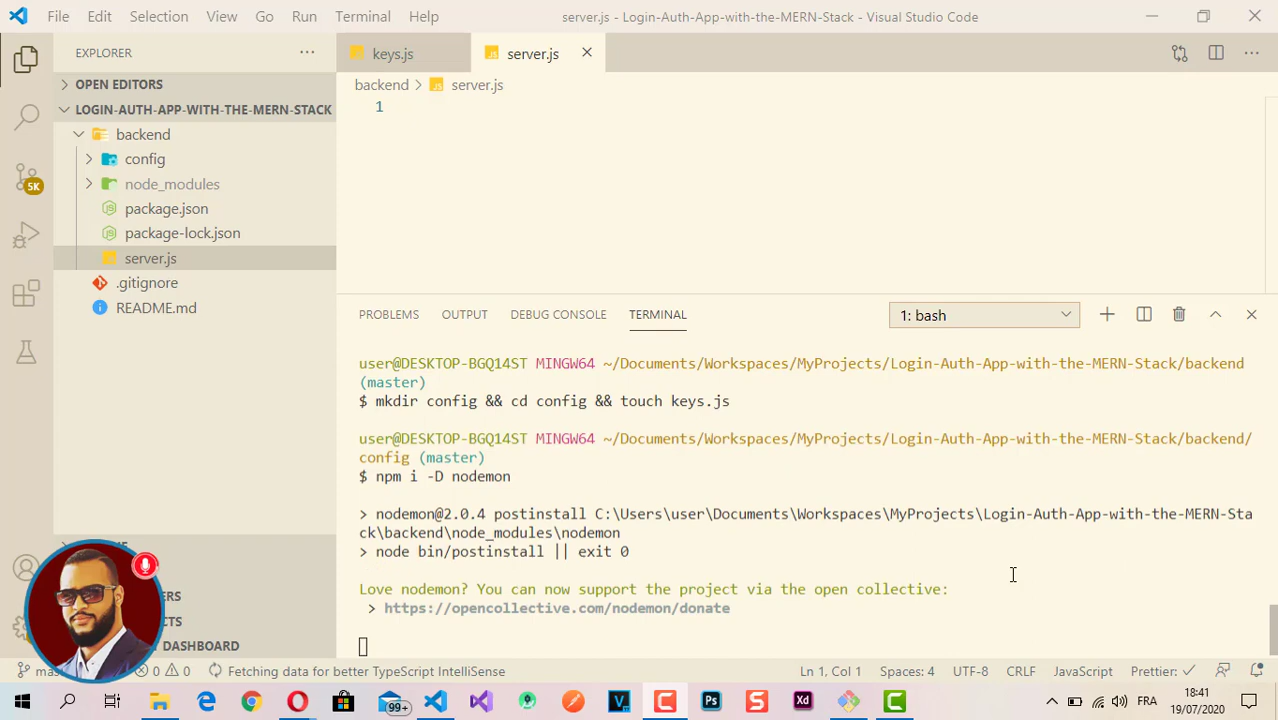 File Edit Selection View Go Run Terminal Help
server.js - Login-Auth-App-with-the-MERN-Stack - Visual Studio Code
EXPLORER
OPEN EDITORS
LOGIN-AUTH-APP-WITH-THE-MERN-STACK
backend
config
node_modules
package.json
package-lock.json
server.js
.gitignore
README.md
5K
keys.js
server.js
backend > server.js
1
PROBLEMS OUTPUT DEBUG CONSOLE TERMINAL
1: bash
user@DESKTOP-BGQ14ST MINGW64 ~/Documents/Workspaces/MyProjects/Login-Auth-App-with-the-MERN-Stack/backend
(master)
$ mkdir config && cd config && touch keys.js
user@DESKTOP-BGQ14ST MINGW64 ~/Documents/Workspaces/MyProjects/Login-Auth-App-with-the-MERN-Stack/backend/
config (master)
$ npm i -D nodemon
> nodemon@2.0.4 postinstall C:\Users\user\Documents\Workspaces\MyProjects\Login-Auth-App-with-the-MERN-Sta
ck\backend\node_modules\nodemon
> node bin/postinstall || exit 0
Love nodemon? You can now support the project via the open collective:
> https://opencollective.com/nodemon/donate
DASHBOARD
0 0 Fetching data for better TypeScript IntelliSense
Ln 1, Col 1 Spaces: 4 UTF-8 CRLF JavaScript Prettier: ✓
99+
Ps
Xd
FRA
18:41
19/07/2020